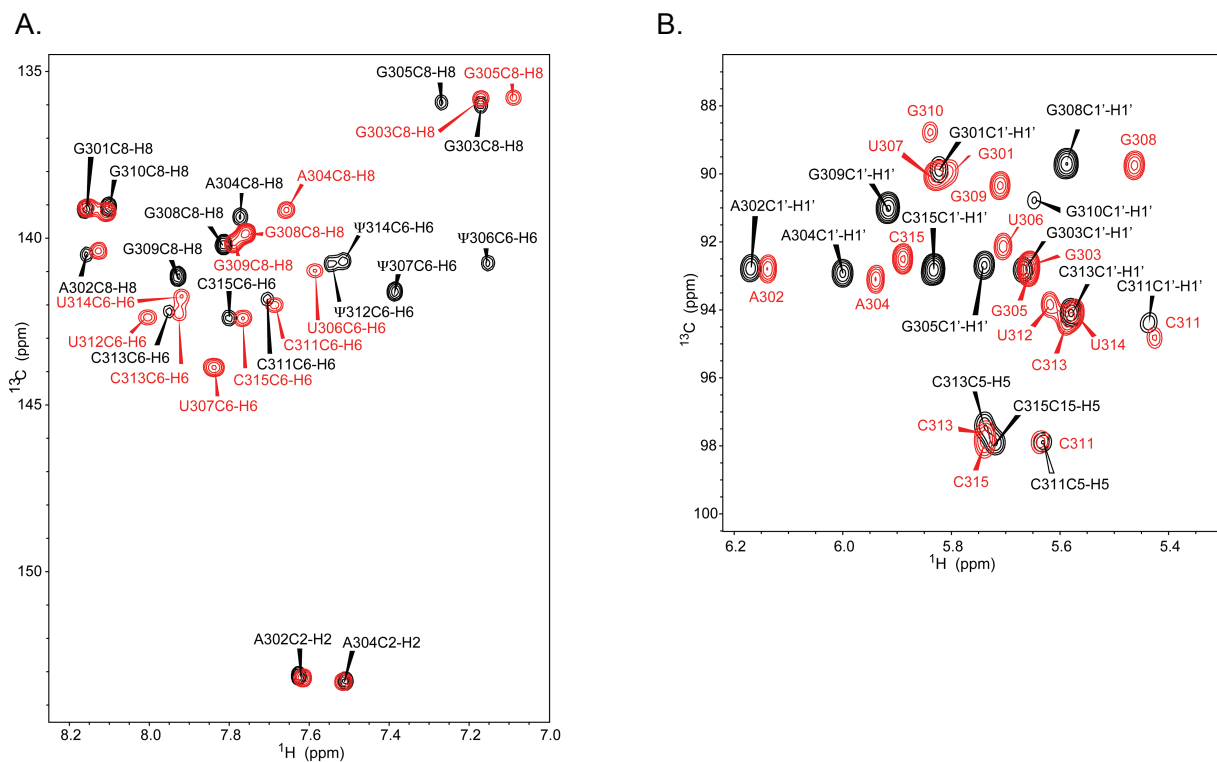 A.
135
G305C8-H8
G305C8-H8
G303C8-H8
G303C8-H8
G301C8-H8
G310C8-H8
A304C8-H8
A304C8-H8
G308C8-H8
Ψ314C6-H6
G308C8-H8
Ψ306C6-H6
140
G309C8-H8
G309C8-H8
Ψ307C6-H6
A302C8-H8
C315C6-H6
U314C6-H6
Ψ312C6-H6
U306C6-H6
U312C6-H6
C311C6-H6
C313C6-H6
C311C6-H6
C313C6-H6
C315C6-H6
U307C6-H6
145
13C (ppm)
150
A302C2-H2
A304C2-H2
8.2 8.0 7.8 7.6 7.4 7.2 7.0
1H (ppm)
B.
88
G310
G308C1'-H1'
G301C1'-H1'
U307
G301
G308
90
G309C1'-H1'
G309
A302C1'-H1'
C315C1'-H1'
G310C1'-H1'
U306
A304C1'-H1'
C315
G303C1'-H1'
92
G303
A302
A304
G305
C313C1'-H1'
C311C1'-H1'
G305C1'-H1'
U312
C311
94
U314
C313
13C (ppm)
96
C313C5-H5
C315C15-H5
C313
98
C311
C315
C311C5-H5
100
6.2 6.0 5.8 5.6 5.4
1H (ppm)